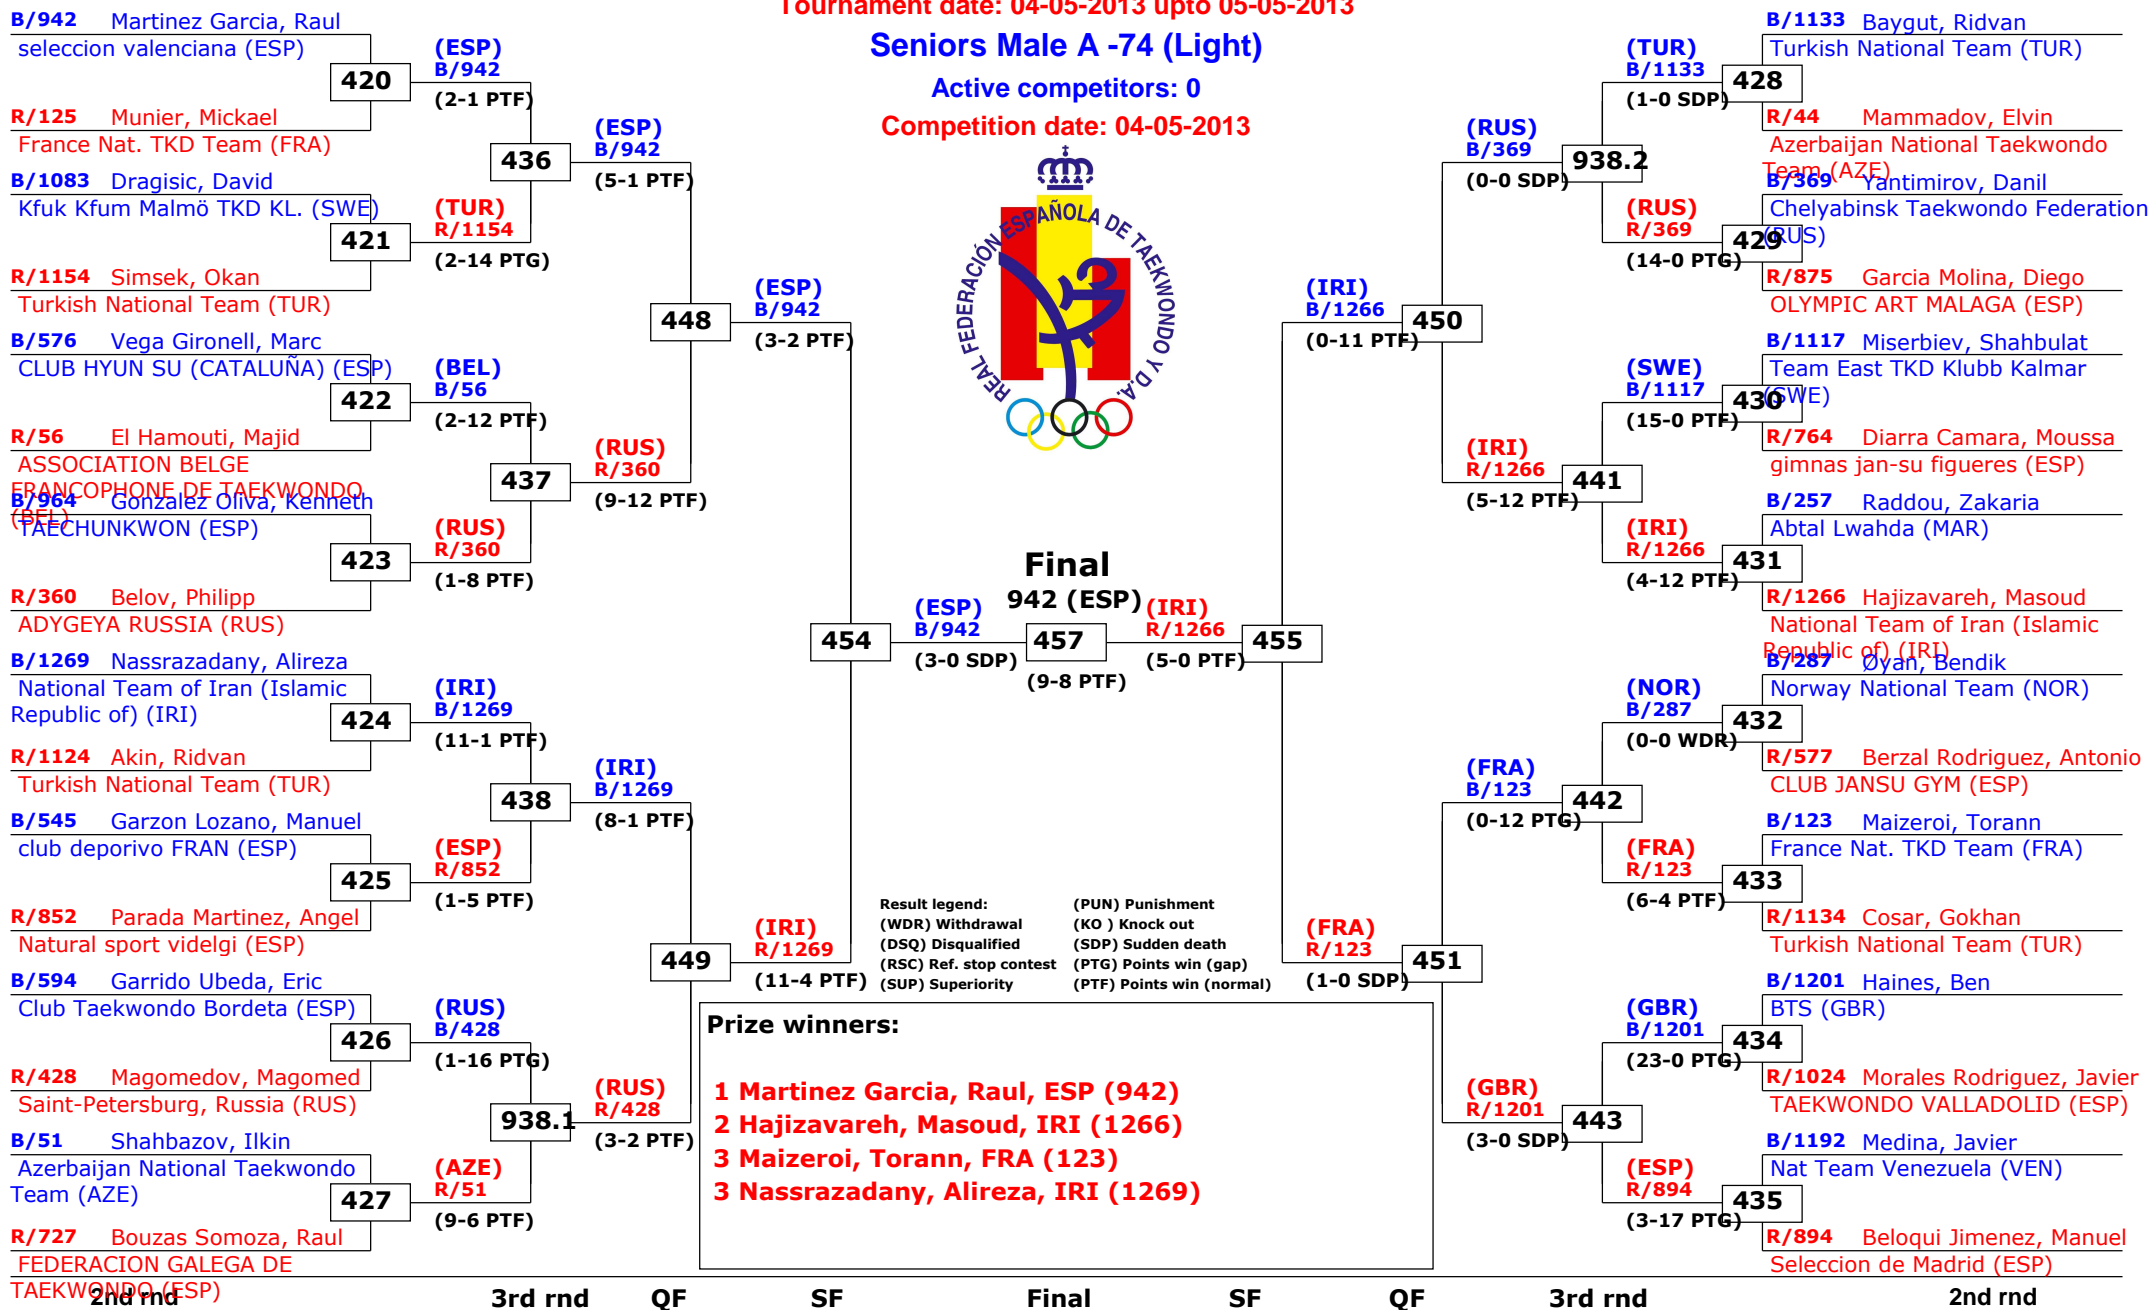 Tournament date: 04-05-2013 upto 05-05-2013
Seniors Male A -74 (Light)
Active competitors: 0
Competition date: 04-05-2013
REAL FEDERACIÓN ESPAÑOLA DE TAEKWONDO Y D.A.
B/942 Martinez Garcia, Raul
seleccion valenciana (ESP)
420
R/125 Munier, Mickael
France Nat. TKD Team (FRA)
B/1083 Dragisic, David
Kfuk Kfum Malmö TKD KL. (SWE)
421
R/1154 Simsek, Okan
Turkish National Team (TUR)
B/576 Vega Gironell, Marc
CLUB HYUN SU (CATALUÑA) (ESP)
422
R/56 El Hamouti, Majid
ASSOCIATION BELGE
FRANCOPHONE DE TAEKWONDO
(BEL)
B/964 Gonzalez Oliva, Kenneth
TAECHUNKWON (ESP)
423
R/360 Belov, Philipp
ADYGEYA RUSSIA (RUS)
B/1269 Nassrazadany, Alireza
National Team of Iran (Islamic
Republic of) (IRI)
424
R/1124 Akin, Ridvan
Turkish National Team (TUR)
B/545 Garzon Lozano, Manuel
club deporivo FRAN (ESP)
425
R/852 Parada Martinez, Angel
Natural sport videlgi (ESP)
B/594 Garrido Ubeda, Eric
Club Taekwondo Bordeta (ESP)
426
R/428 Magomedov, Magomed
Saint-Petersburg, Russia (RUS)
B/51 Shahbazov, Ilkin
Azerbaijan National Taekwondo
Team (AZE)
427
R/727 Bouzas Somoza, Raul
FEDERACION GALEGA DE
TAEKWONDO (ESP)
(ESP)
B/942
(2-1 PTF)
436
(TUR)
R/1154
(2-14 PTG)
(BEL)
B/56
(2-12 PTF)
437
(RUS)
R/360
(1-8 PTF)
(IRI)
B/1269
(11-1 PTF)
438
(ESP)
R/852
(1-5 PTF)
(RUS)
B/428
(1-16 PTG)
938.1
(AZE)
R/51
(9-6 PTF)
(ESP)
B/942
(5-1 PTF)
448
(RUS)
R/360
(9-12 PTF)
(IRI)
B/1269
(8-1 PTF)
449
(RUS)
R/428
(3-2 PTF)
(ESP)
B/942
(3-2 PTF)
454
(IRI)
R/1269
(11-4 PTF)
Final
942 (ESP)
(ESP)
B/942
(3-0 SDP)
457
(9-8 PTF)
(IRI)
R/1266
(5-0 PTF)
455
(IRI)
B/1266
(0-11 PTF)
450
(FRA)
R/123
(1-0 SDP)
451
(RUS)
B/369
(0-0 SDP)
938.2
(IRI)
R/1266
(5-12 PTF)
441
(FRA)
B/123
(0-12 PTG)
442
(GBR)
R/1201
(3-0 SDP)
443
(TUR)
B/1133
(1-0 SDP)
(RUS)
R/369
(14-0 PTG)
(SWE)
B/1117
(15-0 PTF)
(IRI)
R/1266
(4-12 PTF)
(NOR)
B/287
(0-0 WDR)
(FRA)
R/123
(6-4 PTF)
(GBR)
B/1201
(23-0 PTG)
(ESP)
R/894
(3-17 PTG)
B/1133 Baygut, Ridvan
Turkish National Team (TUR)
428
R/44 Mammadov, Elvin
Azerbaijan National Taekwondo
Team (AZE)
B/369 Yantimirov, Danil
Chelyabinsk Taekwondo Federation
(RUS)
429
R/875 Garcia Molina, Diego
OLYMPIC ART MALAGA (ESP)
B/1117 Miserbiev, Shahbulat
Team East TKD Klubb Kalmar
(SWE)
430
R/764 Diarra Camara, Moussa
gimnas jan-su figueres (ESP)
B/257 Raddou, Zakaria
Abtal Lwahda (MAR)
431
R/1266 Hajizavareh, Masoud
National Team of Iran (Islamic
Republic of) (IRI)
B/287 Øyan, Bendik
Norway National Team (NOR)
432
R/577 Berzal Rodriguez, Antonio
CLUB JANSU GYM (ESP)
B/123 Maizeroi, Torann
France Nat. TKD Team (FRA)
433
R/1134 Cosar, Gokhan
Turkish National Team (TUR)
B/1201 Haines, Ben
BTS (GBR)
434
R/1024 Morales Rodriguez, Javier
TAEKWONDO VALLADOLID (ESP)
B/1192 Medina, Javier
Nat Team Venezuela (VEN)
435
R/894 Beloqui Jimenez, Manuel
Seleccion de Madrid (ESP)
Result legend: (PUN) Punishment
(WDR) Withdrawal (KO ) Knock out
(DSQ) Disqualified (SDP) Sudden death
(RSC) Ref. stop contest (PTG) Points win (gap)
(SUP) Superiority (PTF) Points win (normal)
Prize winners:
1 Martinez Garcia, Raul, ESP (942)
2 Hajizavareh, Masoud, IRI (1266)
3 Maizeroi, Torann, FRA (123)
3 Nassrazadany, Alireza, IRI (1269)
2nd rnd 3rd rnd QF SF Final SF QF 3rd rnd 2nd rnd